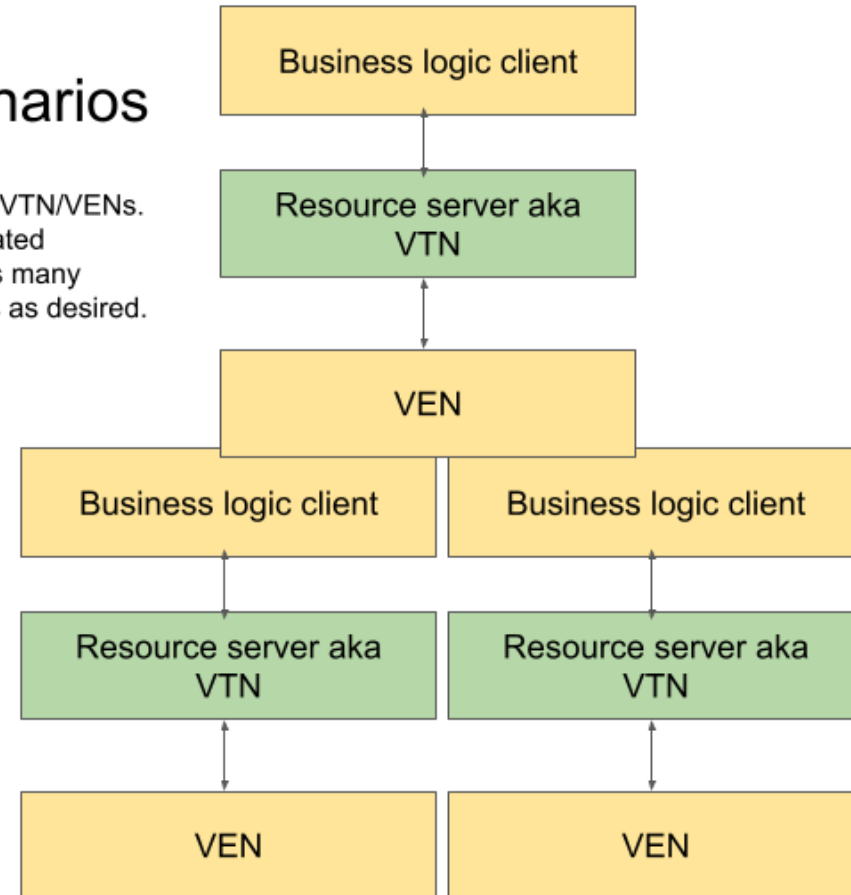 Business logic client
narios
Resource server aka
VTN
VTN/VENs.
ated
s many
as desired.
VEN
Business logic client
Business logic client
Resource server aka
VTN
Resource server aka
VTN
VEN
VEN